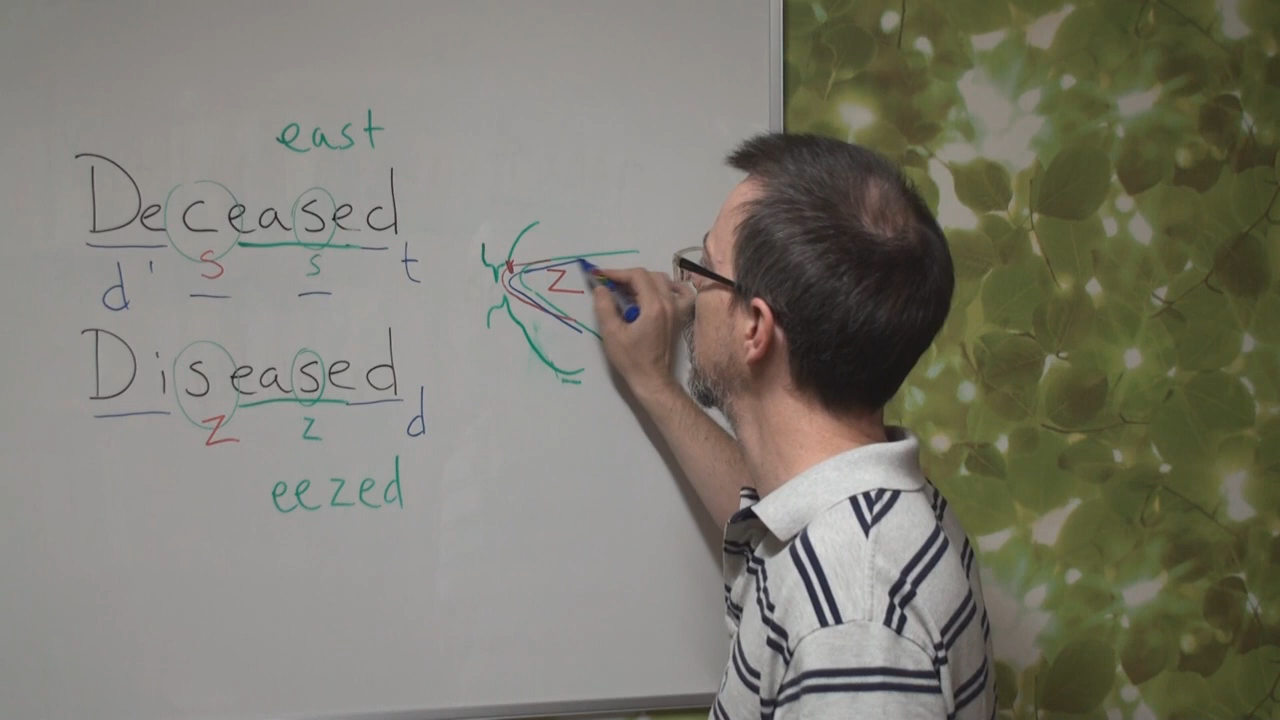 east
Deceased
d' s s t
Diseased
z z d
eezed
z